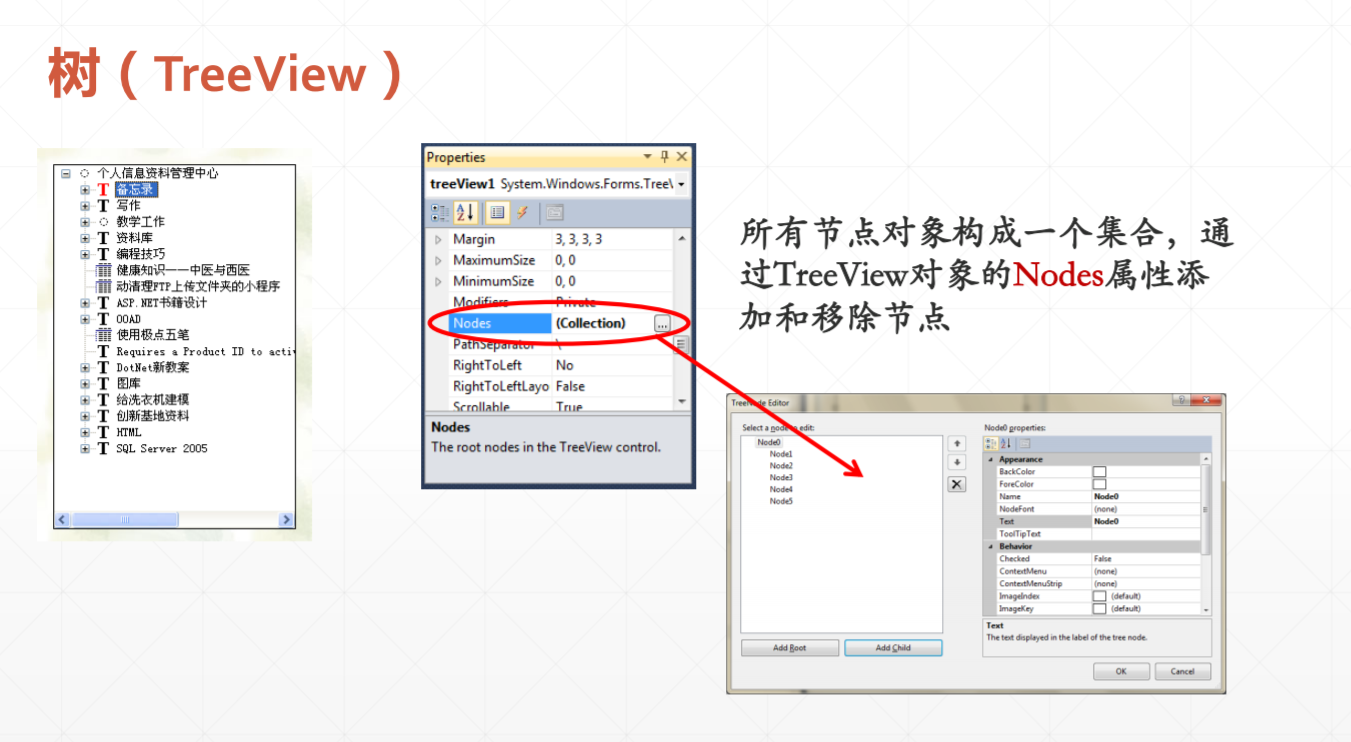 树（TreeView）
个人信息资料管理中心
备忘录
写作
教学工作
资料库
编程技巧
健康知识——中医与西医
动清理FTP上传文件夹的小程序
ASP.NET书籍设计
OOAD
使用极点五笔
Requires a Product ID to activ
DotNet新教案
图库
给洗衣机建模
创新基地资料
HTML
SQL Server 2005
Properties
treeView1 System.Windows.Forms.TreeV
Margin 3, 3, 3, 3
MaximumSize 0, 0
MinimumSize 0, 0
Modifiers Private
Nodes (Collection) ...
PathSeparator \
RightToLeft No
RightToLeftLayo False
Scrollable True
Nodes
The root nodes in the TreeView control.
所有节点对象构成一个集合，通
过TreeView对象的Nodes属性添
加和移除节点
TreeNode Editor
Select a node to edit:
Node0
Node1
Node2
Node3
Node4
Node5
Add Root
Add Child
Node0 properties:
Appearance
BackColor
ForeColor
Name Node0
NodeFont (none)
Text Node0
ToolTipText
Behavior
Checked False
ContextMenu (none)
ContextMenuStrip (none)
ImageIndex (default)
ImageKey (default)
Text
The text displayed in the label of the tree node.
OK
Cancel